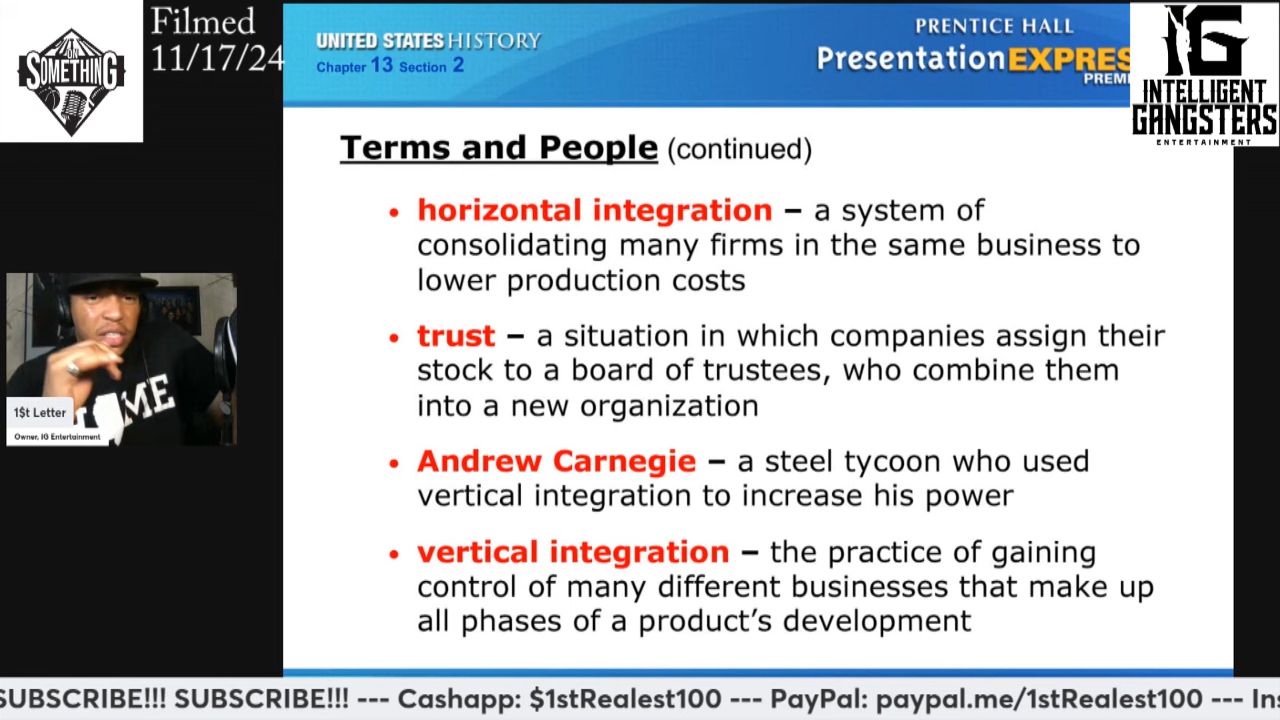 Filmed
11/17/24
ON
SOMETHING
UNITED STATES HISTORY
Chapter 13 Section 2
PRENTICE HALL
Presentation EXPRES
PREM
IG
INTELLIGENT
GANGSTERS
ENTERTAINMENT
Terms and People (continued)
• horizontal integration – a system of
consolidating many firms in the same business to
lower production costs
• trust – a situation in which companies assign their
stock to a board of trustees, who combine them
into a new organization
• Andrew Carnegie – a steel tycoon who used
vertical integration to increase his power
• vertical integration – the practice of gaining
control of many different businesses that make up
all phases of a product’s development
1$t Letter
Owner, IG Entertainment
SUBSCRIBE!!! SUBSCRIBE!!! --- Cashapp: $1stRealest100 --- PayPal: paypal.me/1stRealest100 --- Ins